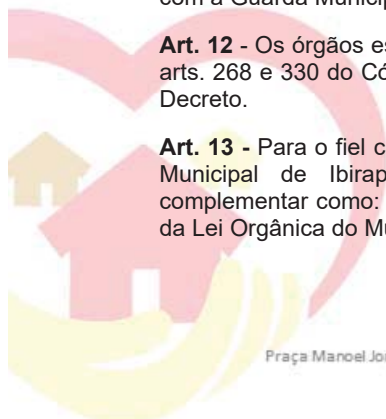 com a Guarda Municip
Art. 12 - Os órgãos es
arts. 268 e 330 do Có
Decreto.
Art. 13 - Para o fiel c
Municipal de Ibirap
complementar como:
da Lei Orgânica do Mu
Praça Manoel Jo